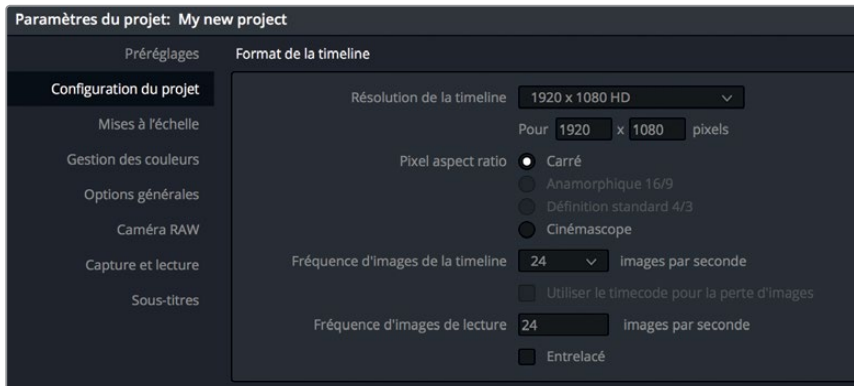 Paramètres du projet: My new project
Préréglages
Configuration du projet
Mises à l'échelle
Gestion des couleurs
Options générales
Caméra RAW
Capture et lecture
Sous-titres
Format de la timeline
Résolution de la timeline 1920 x 1080 HD
Pour 1920 x 1080 pixels
Pixel aspect ratio Carré
Anamorphique 16/9
Définition standard 4/3
Cinémascope
Fréquence d'images de la timeline 24 images par seconde
Utiliser le timecode pour la perte d'images
Fréquence d'images de lecture 24 images par seconde
Entrelacé